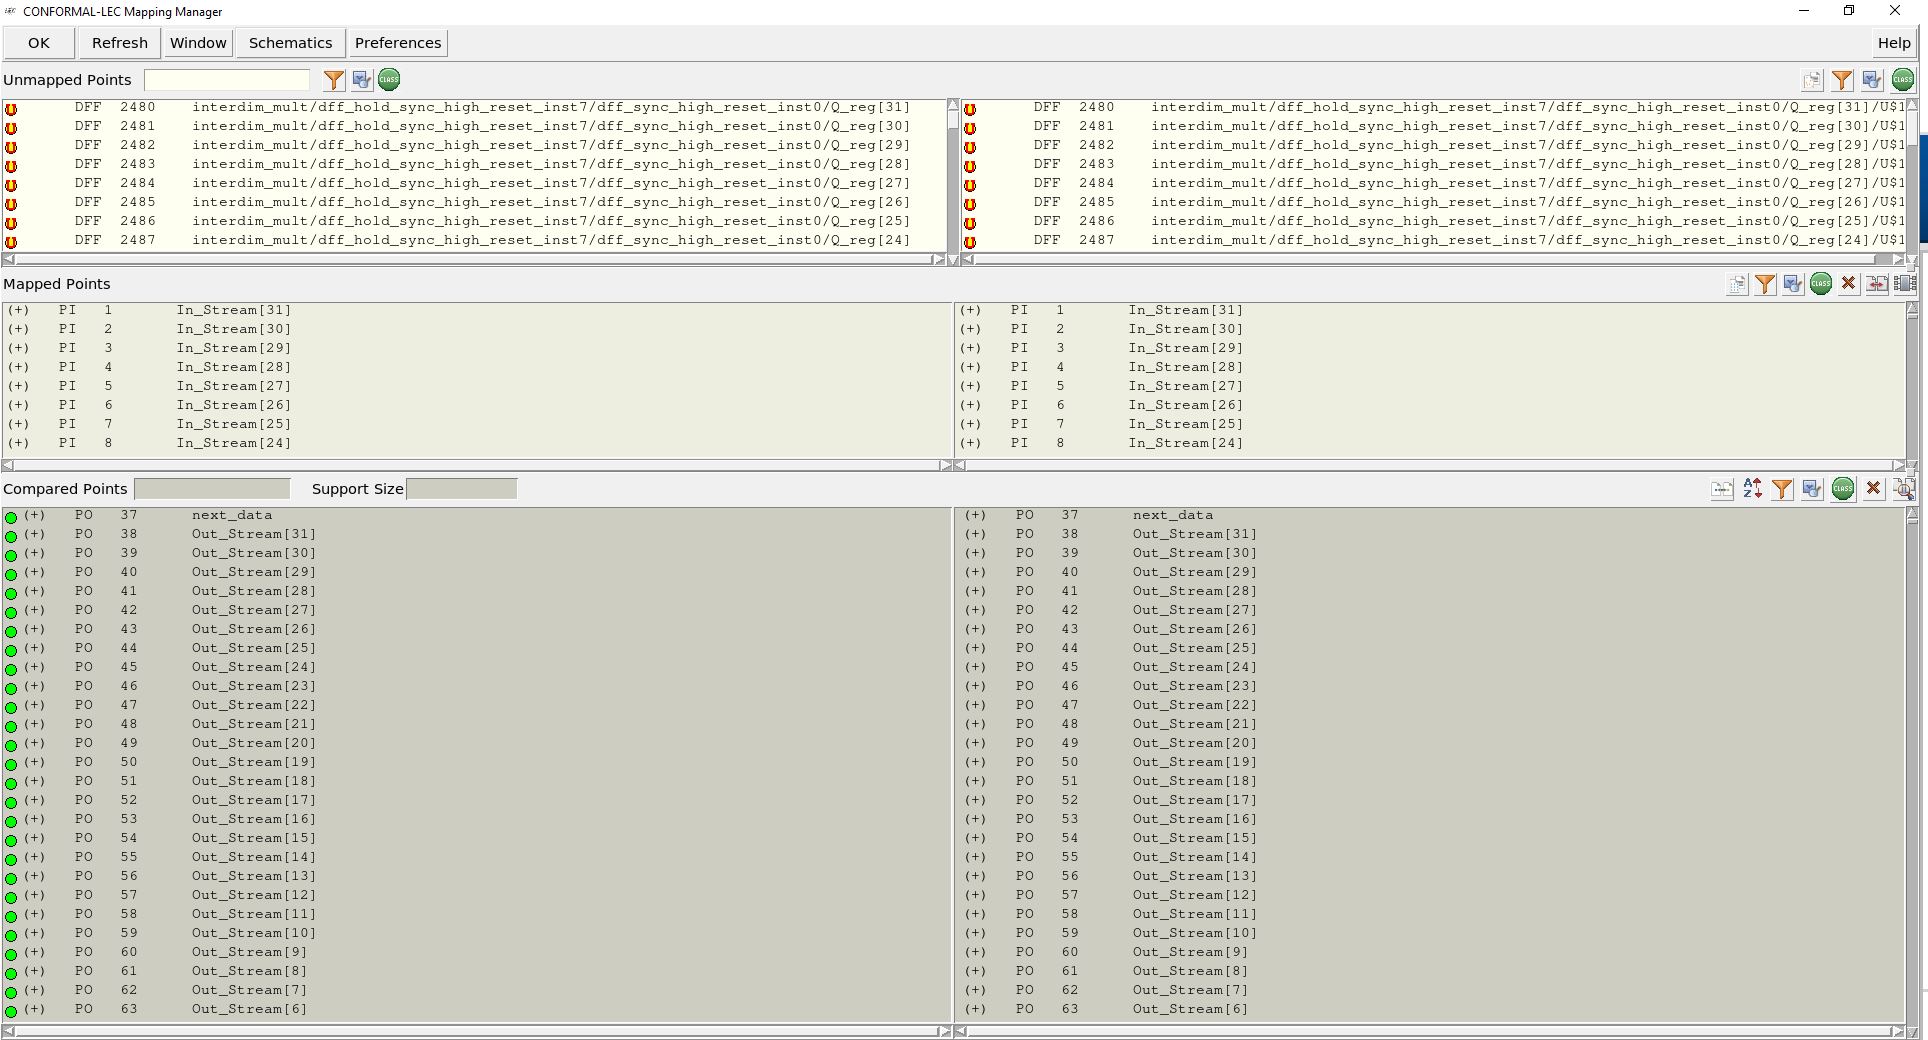 CONFORMAL-LEC Mapping Manager
OK Refresh Window Schematics Preferences Help
Unmapped Points
DFF 2480 interdim_mult/dff_hold_sync_high_reset_inst7/dff_sync_high_reset_inst0/Q_reg[31] DFF 2480 interdim_mult/dff_hold_sync_high_reset_inst7/dff_sync_high_reset_inst0/Q_reg[31]/U$1
DFF 2481 interdim_mult/dff_hold_sync_high_reset_inst7/dff_sync_high_reset_inst0/Q_reg[30] DFF 2481 interdim_mult/dff_hold_sync_high_reset_inst7/dff_sync_high_reset_inst0/Q_reg[30]/U$1
DFF 2482 interdim_mult/dff_hold_sync_high_reset_inst7/dff_sync_high_reset_inst0/Q_reg[29] DFF 2482 interdim_mult/dff_hold_sync_high_reset_inst7/dff_sync_high_reset_inst0/Q_reg[29]/U$1
DFF 2483 interdim_mult/dff_hold_sync_high_reset_inst7/dff_sync_high_reset_inst0/Q_reg[28] DFF 2483 interdim_mult/dff_hold_sync_high_reset_inst7/dff_sync_high_reset_inst0/Q_reg[28]/U$1
DFF 2484 interdim_mult/dff_hold_sync_high_reset_inst7/dff_sync_high_reset_inst0/Q_reg[27] DFF 2484 interdim_mult/dff_hold_sync_high_reset_inst7/dff_sync_high_reset_inst0/Q_reg[27]/U$1
DFF 2485 interdim_mult/dff_hold_sync_high_reset_inst7/dff_sync_high_reset_inst0/Q_reg[26] DFF 2485 interdim_mult/dff_hold_sync_high_reset_inst7/dff_sync_high_reset_inst0/Q_reg[26]/U$1
DFF 2486 interdim_mult/dff_hold_sync_high_reset_inst7/dff_sync_high_reset_inst0/Q_reg[25] DFF 2486 interdim_mult/dff_hold_sync_high_reset_inst7/dff_sync_high_reset_inst0/Q_reg[25]/U$1
DFF 2487 interdim_mult/dff_hold_sync_high_reset_inst7/dff_sync_high_reset_inst0/Q_reg[24] DFF 2487 interdim_mult/dff_hold_sync_high_reset_inst7/dff_sync_high_reset_inst0/Q_reg[24]/U$1
Mapped Points
(+) PI 1 In_Stream[31] (+) PI 1 In_Stream[31]
(+) PI 2 In_Stream[30] (+) PI 2 In_Stream[30]
(+) PI 3 In_Stream[29] (+) PI 3 In_Stream[29]
(+) PI 4 In_Stream[28] (+) PI 4 In_Stream[28]
(+) PI 5 In_Stream[27] (+) PI 5 In_Stream[27]
(+) PI 6 In_Stream[26] (+) PI 6 In_Stream[26]
(+) PI 7 In_Stream[25] (+) PI 7 In_Stream[25]
(+) PI 8 In_Stream[24] (+) PI 8 In_Stream[24]
Compared Points Support Size
(+) PO 37 next_data (+) PO 37 next_data
(+) PO 38 Out_Stream[31] (+) PO 38 Out_Stream[31]
(+) PO 39 Out_Stream[30] (+) PO 39 Out_Stream[30]
(+) PO 40 Out_Stream[29] (+) PO 40 Out_Stream[29]
(+) PO 41 Out_Stream[28] (+) PO 41 Out_Stream[28]
(+) PO 42 Out_Stream[27] (+) PO 42 Out_Stream[27]
(+) PO 43 Out_Stream[26] (+) PO 43 Out_Stream[26]
(+) PO 44 Out_Stream[25] (+) PO 44 Out_Stream[25]
(+) PO 45 Out_Stream[24] (+) PO 45 Out_Stream[24]
(+) PO 46 Out_Stream[23] (+) PO 46 Out_Stream[23]
(+) PO 47 Out_Stream[22] (+) PO 47 Out_Stream[22]
(+) PO 48 Out_Stream[21] (+) PO 48 Out_Stream[21]
(+) PO 49 Out_Stream[20] (+) PO 49 Out_Stream[20]
(+) PO 50 Out_Stream[19] (+) PO 50 Out_Stream[19]
(+) PO 51 Out_Stream[18] (+) PO 51 Out_Stream[18]
(+) PO 52 Out_Stream[17] (+) PO 52 Out_Stream[17]
(+) PO 53 Out_Stream[16] (+) PO 53 Out_Stream[16]
(+) PO 54 Out_Stream[15] (+) PO 54 Out_Stream[15]
(+) PO 55 Out_Stream[14] (+) PO 55 Out_Stream[14]
(+) PO 56 Out_Stream[13] (+) PO 56 Out_Stream[13]
(+) PO 57 Out_Stream[12] (+) PO 57 Out_Stream[12]
(+) PO 58 Out_Stream[11] (+) PO 58 Out_Stream[11]
(+) PO 59 Out_Stream[10] (+) PO 59 Out_Stream[10]
(+) PO 60 Out_Stream[9] (+) PO 60 Out_Stream[9]
(+) PO 61 Out_Stream[8] (+) PO 61 Out_Stream[8]
(+) PO 62 Out_Stream[7] (+) PO 62 Out_Stream[7]
(+) PO 63 Out_Stream[6] (+) PO 63 Out_Stream[6]